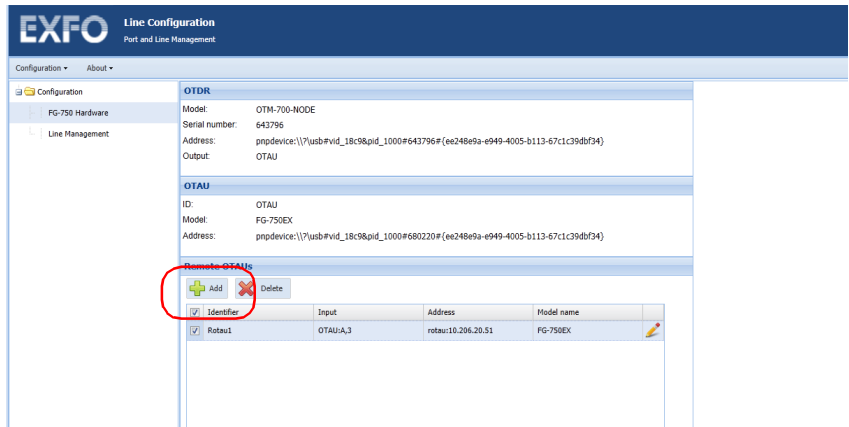 EXFO
Line Configuration
Port and Line Management
Configuration
About
Configuration
FG-750 Hardware
Line Management
OTDR
Model: OTM-700-NODE
Serial number: 643796
Address: pnpdevice:\\?\usb#vid_18c9&pid_1000#643796#{ee248e9a-e949-4005-b113-67c1c39dbf34}
Output: OTAU
OTAU
ID: OTAU
Model: FG-750EX
Address: pnpdevice:\\?\usb#vid_18c9&pid_1000#680220#{ee248e9a-e949-4005-b113-67c1c39dbf34}
Remote OTAUs
Add Delete
Identifier Input Address Model name
Rotau1 OTAU:A,3 rotau:10.206.20.51 FG-750EX